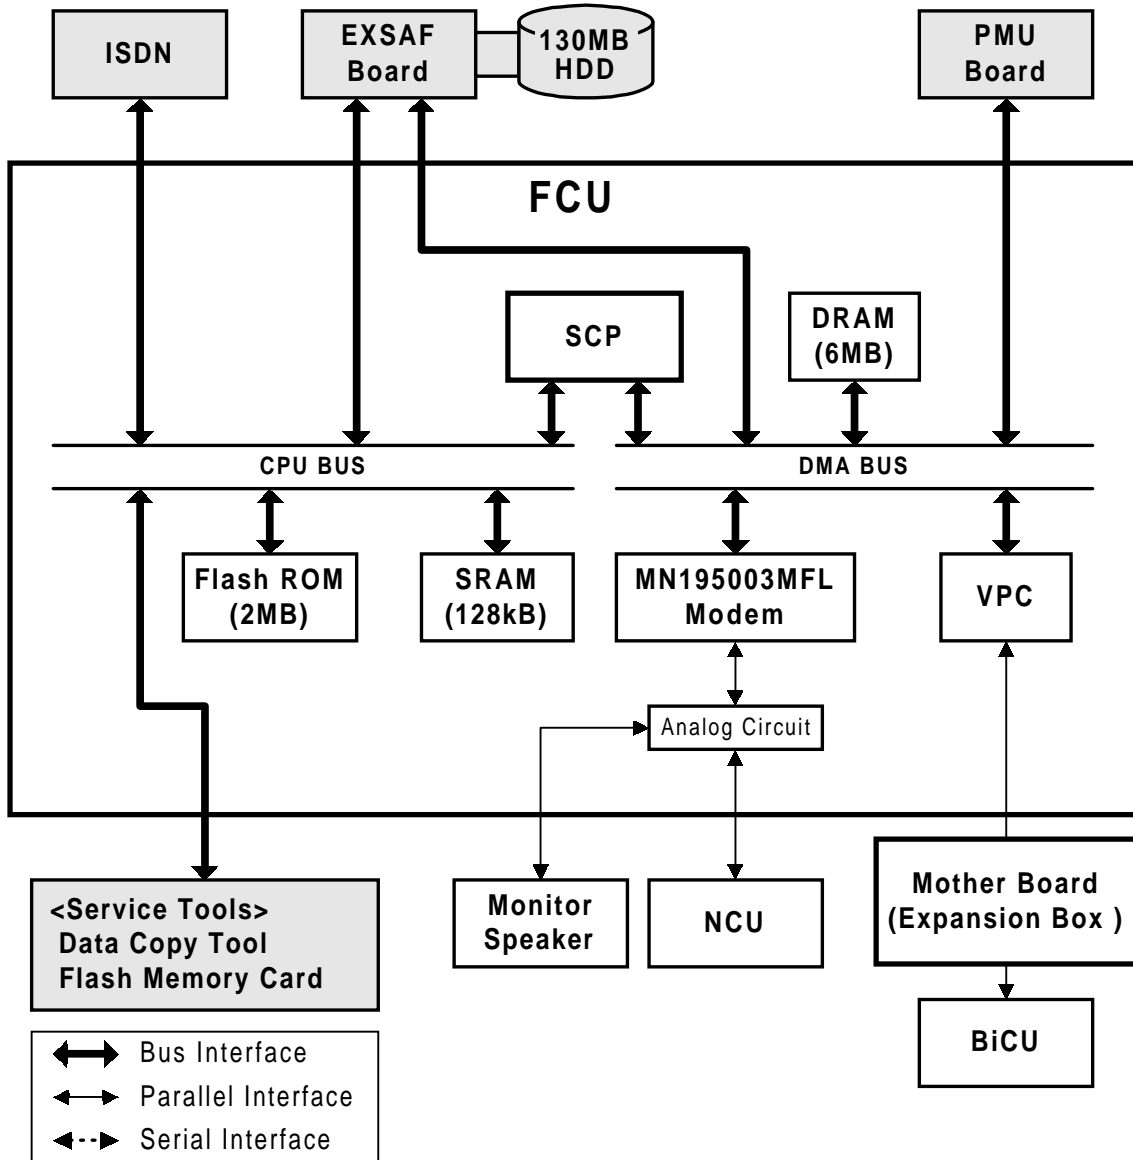 ISDN
EXSAF
Board
130MB
HDD
PMU
Board
FCU
SCP
DRAM
(6MB)
CPU BUS
DMA BUS
Flash ROM
(2MB)
SRAM
(128kB)
MN195003MFL
Modem
VPC
Analog Circuit
<Service Tools>
Data Copy Tool
Flash Memory Card
Monitor
Speaker
NCU
Mother Board
(Expansion Box )
BiCU
Bus Interface
Parallel Interface
Serial Interface